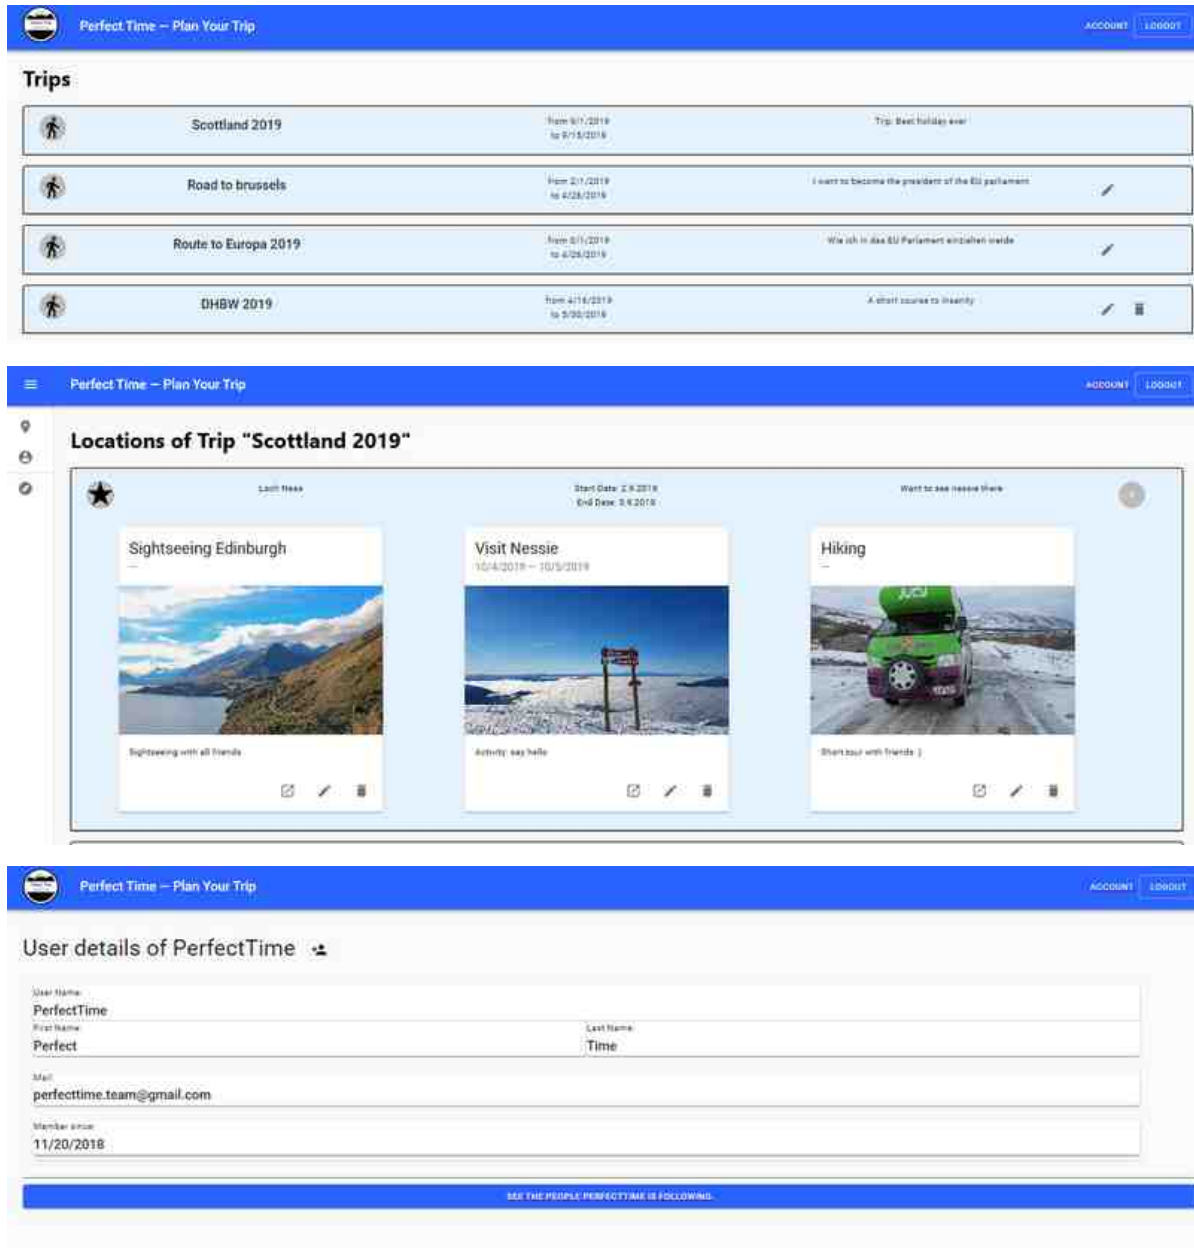 Perfect Time — Plan Your Trip
ACCOUNT
LOGOUT
Trips
Scottland 2019
from 9/1/2019
to 9/15/2019
Trip: Best holiday ever
Road to brussels
from 2/1/2019
to 4/26/2019
I want to become the president of the EU parliament
Route to Europa 2019
to 4/26/2019
Wie ich in das EU Parlament einziehen werde
DHBW 2019
from 4/16/2019
to 5/30/2019
A short course to insanity
Perfect Time — Plan Your Trip
ACCOUNT
LOGOUT
Locations of Trip "Scottland 2019"
Loch Ness
Start Date: 2.9.2019
End Date: 3.9.2019
Want to see nessie there
Sightseeing Edinburgh
—
Visit Nessie
10/4/2019 — 10/5/2019
Hiking
—
Sightseeing with all friends
Activity: say hello
Short tour with friends :)
Perfect Time — Plan Your Trip
ACCOUNT
LOGOUT
User details of PerfectTime
User Name:
PerfectTime
First Name:
Perfect
Last Name:
Time
Mail:
perfecttime.team@gmail.com
Member since:
11/20/2018
SEE THE PEOPLE PERFECTTIME IS FOLLOWING.